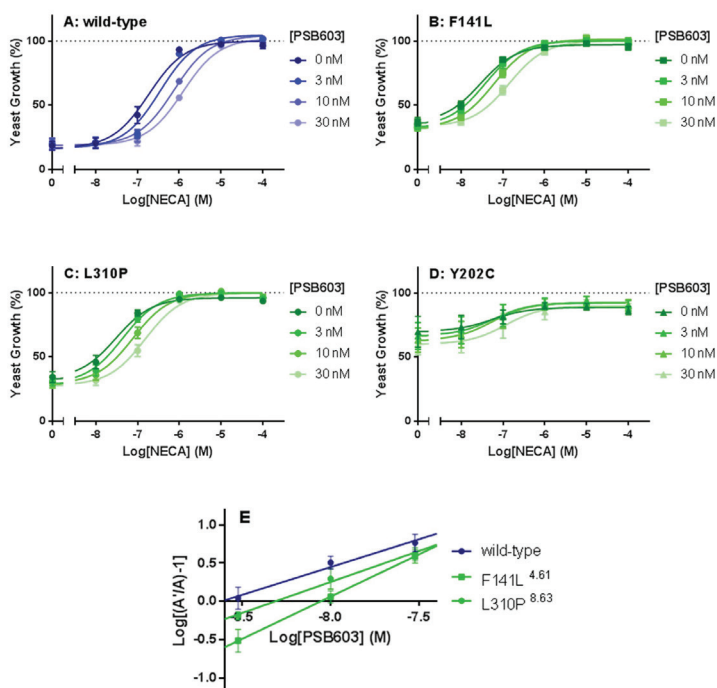 A: wild-type
[PSB603]
Yeast Growth (%)
100
50
0
0 nM
3 nM
10 nM
30 nM
0 -8 -7 -6 -5 -4
Log[NECA] (M)
B: F141L
[PSB603]
Yeast Growth (%)
100
50
0
0 nM
3 nM
10 nM
30 nM
0 -8 -7 -6 -5 -4
Log[NECA] (M)
C: L310P
[PSB603]
Yeast Growth (%)
100
50
0
0 nM
3 nM
10 nM
30 nM
0 -8 -7 -6 -5 -4
Log[NECA] (M)
D: Y202C
[PSB603]
Yeast Growth (%)
100
50
0
0 nM
3 nM
10 nM
30 nM
0 -8 -7 -6 -5 -4
Log[NECA] (M)
E
Log[(A'/A)-1]
1.0
0.5
0.0
-0.5
-1.0
-8.5 -8.0 -7.5
Log[PSB603] (M)
wild-type
F141L 4.61
L310P 8.63